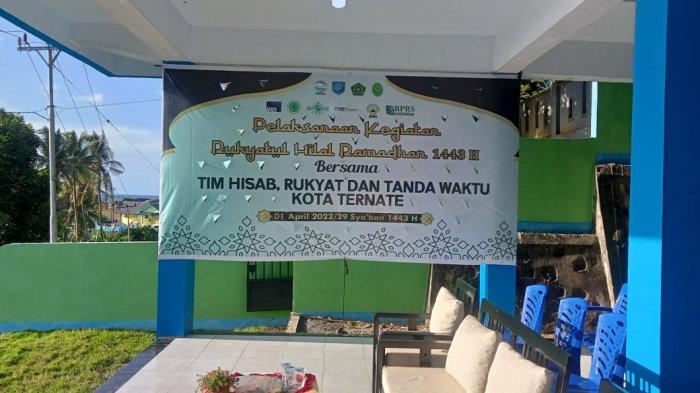 BPRS
Pelaksanaan Kegiatan
Rukyatul Hilal Ramadhan 1443 H
Bersama
TIM HISAB, RUKYAT DAN TANDA WAKTU
KOTA TERNATE
01 April 2022/29 Sya'ban 1443 H